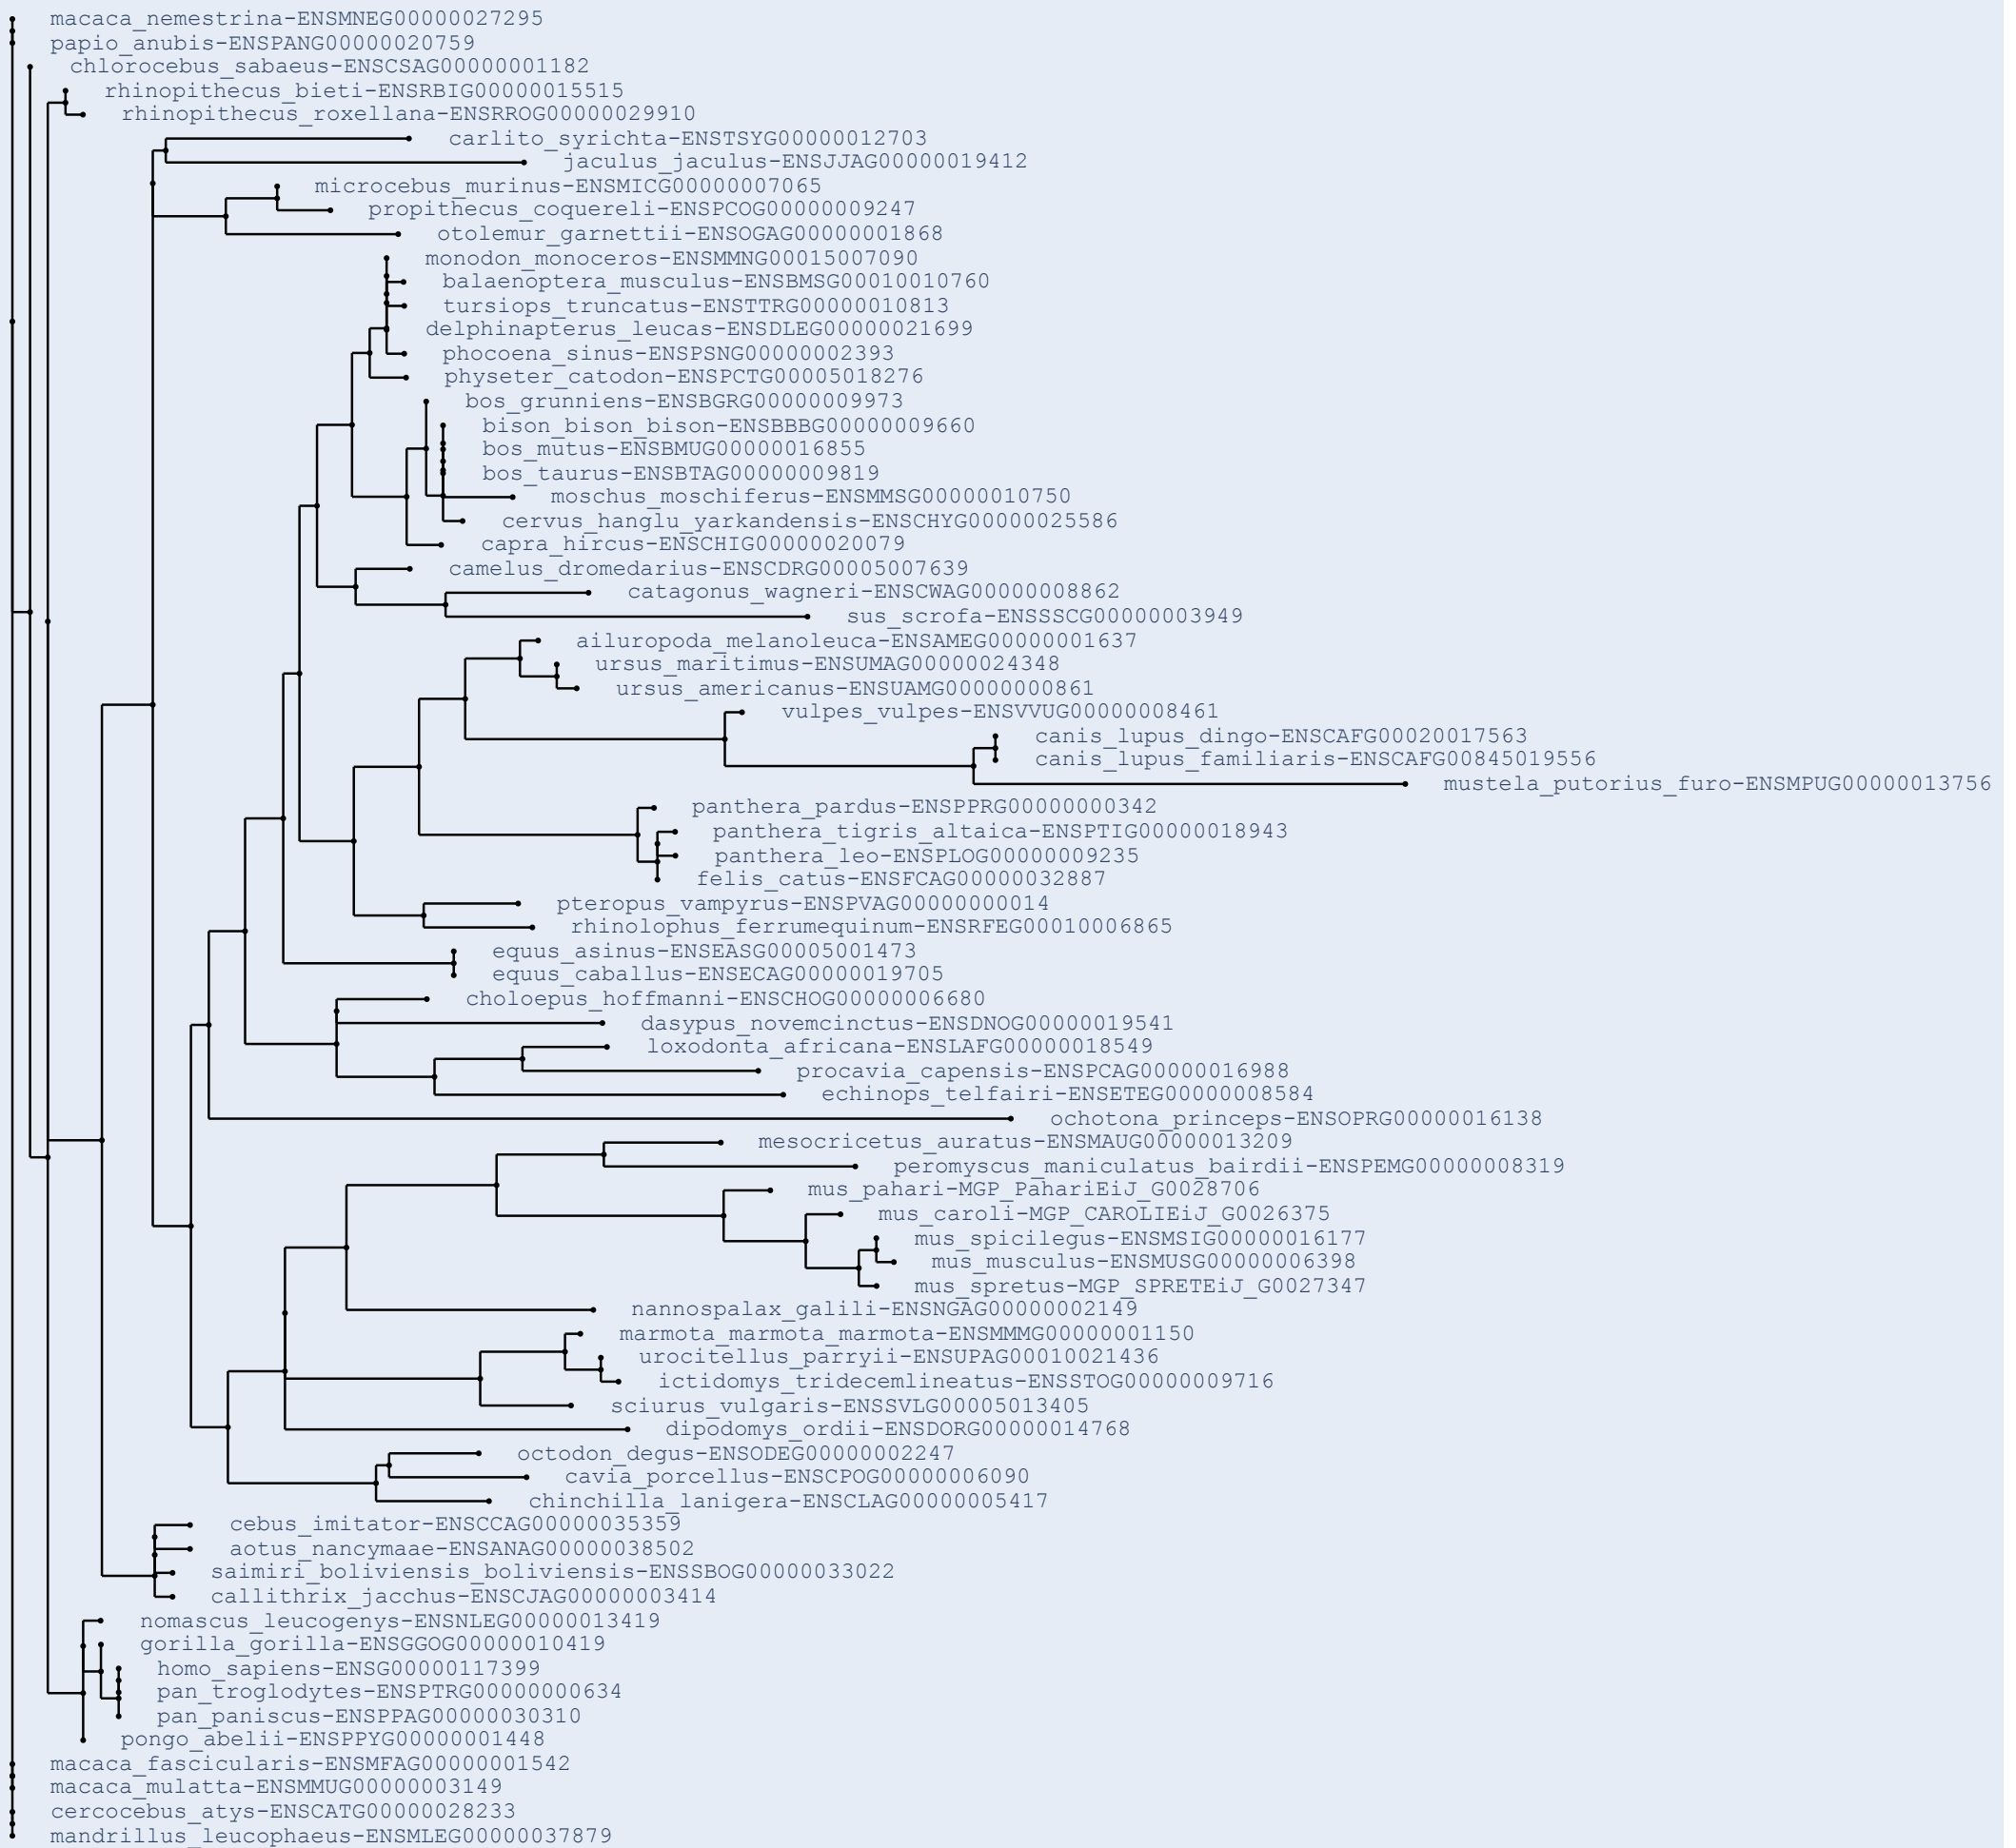 macaca_nemestrina-ENSMNEG00000027295
papio_anubis-ENSPANG00000020759
chlorocebus_sabaeus-ENSCSAG00000001182
rhinopithecus_bieti-ENSRBIG00000015515
rhinopithecus_roxellana-ENSRROG00000029910
carlito_syrichta-ENSTSYG00000012703
jaculus_jaculus-ENSJJAG00000019412
microcebus_murinus-ENSMICG00000007065
propithecus_coquereli-ENSPCOG00000009247
otolemur_garnettii-ENSOGAG00000001868
monodon_monoceros-ENSMMNG00015007090
balaenoptera_musculus-ENSBMSG00010010760
tursiops_truncatus-ENSTTRG00000010813
delphinapterus_leucas-ENSDLEG00000021699
phocoena_sinus-ENSPSNG00000002393
physeter_catodon-ENSPCTG00005018276
bos_grunniens-ENSBGRG00000009973
bison_bison_bison-ENSBBBG00000009660
bos_mutus-ENSBMUG00000016855
bos_taurus-ENSBTAG00000009819
moschus_moschiferus-ENSMMSG00000010750
cervus_hanglu_yarkandensis-ENSCHYG00000025586
capra_hircus-ENSCHIG00000020079
camelus_dromedarius-ENSCDRG00005007639
catagonus_wagneri-ENSCWAG00000008862
sus_scrofa-ENSSSCG00000003949
ailuropoda_melanoleuca-ENSAMEG00000001637
ursus_maritimus-ENSUMAG00000024348
ursus_americanus-ENSUAMG00000000861
vulpes_vulpes-ENSVVUG00000008461
canis_lupus_dingo-ENSCAFG00020017563
canis_lupus_familiaris-ENSCAFG00845019556
mustela_putorius_furo-ENSMPUG00000013756
panthera_pardus-ENSPPRG00000000342
panthera_tigris_altaica-ENSPTIG00000018943
panthera_leo-ENSPLOG00000009235
felis_catus-ENSFCAG00000032887
pteropus_vampyrus-ENSPVAG00000000014
rhinolophus_ferrumequinum-ENSRFEG00010006865
equus_asinus-ENSEASG00005001473
equus_caballus-ENSECAG00000019705
choloepus_hoffmanni-ENSCHOG00000006680
dasypus_novemcinctus-ENSDNOG00000019541
loxodonta_africana-ENSLAFG00000018549
procavia_capensis-ENSPCAG00000016988
echinops_telfairi-ENSETEG00000008584
ochotona_princeps-ENSOPRG00000016138
mesocricetus_auratus-ENSMAUG00000013209
peromyscus_maniculatus_bairdii-ENSPEMG00000008319
mus_pahari-MGP_PahariEiJ_G0028706
mus_caroli-MGP_CAROLIEiJ_G0026375
mus_spicilegus-ENSMSIG00000016177
mus_musculus-ENSMUSG00000006398
mus_spretus-MGP_SPRETEiJ_G0027347
nannospalax_galili-ENSNGAG00000002149
marmota_marmota_marmota-ENSMMMG00000001150
urocitellus_parryii-ENSUPAG00010021436
ictidomys_tridecemlineatus-ENSSTOG00000009716
sciurus_vulgaris-ENSSVLG00005013405
dipodomys_ordii-ENSDORG00000014768
octodon_degus-ENSODEG00000002247
cavia_porcellus-ENSCPOG00000006090
chinchilla_lanigera-ENSCLAG00000005417
cebus_imitator-ENSCCAG00000035359
aotus_nancymaae-ENSANAG00000038502
saimiri_boliviensis_boliviensis-ENSSBOG00000033022
callithrix_jacchus-ENSCJAG00000003414
nomascus_leucogenys-ENSNLEG00000013419
gorilla_gorilla-ENSGGOG00000010419
homo_sapiens-ENSG00000117399
pan_troglodytes-ENSPTRG00000000634
pan_paniscus-ENSPPAG00000030310
pongo_abelii-ENSPPYG00000001448
macaca_fascicularis-ENSMFAG00000001542
macaca_mulatta-ENSMMUG00000003149
cercocebus_atys-ENSCATG00000028233
mandrillus_leucophaeus-ENSMLEG00000037879